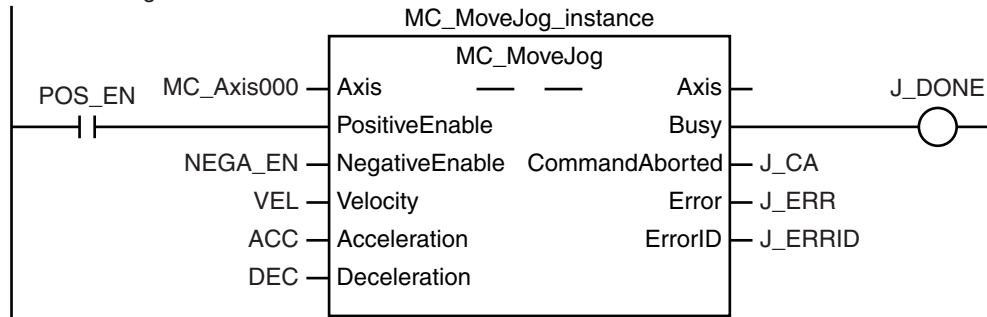 MC_MoveJog_instance
MC_MoveJog
POS_EN MC_Axis000 Axis Axis J_DONE
PositiveEnable Busy
NEGA_EN NegativeEnable CommandAborted J_CA
VEL Velocity Error J_ERR
ACC Acceleration ErrorID J_ERRID
DEC Deceleration